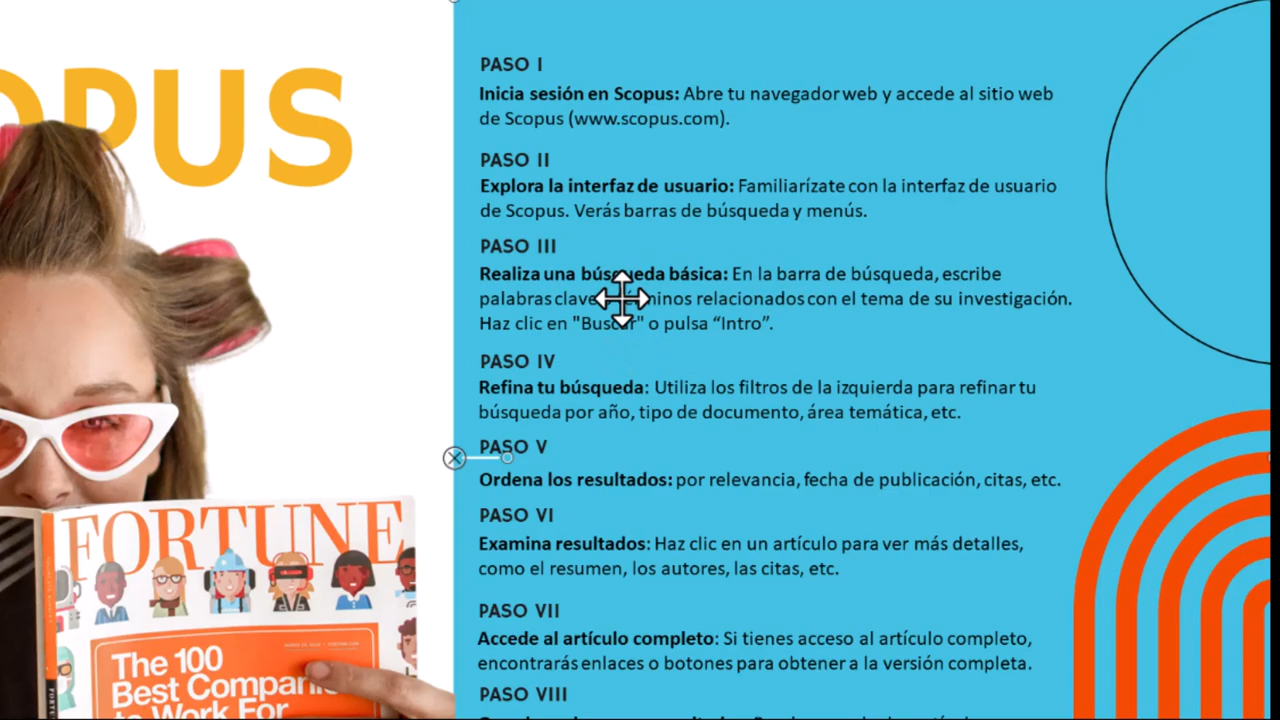 OPUS
PASO I
Inicia sesión en Scopus: Abre tu navegador web y accede al sitio web
de Scopus (www.scopus.com).
PASO II
Explora la interfaz de usuario: Familiarízate con la interfaz de usuario
de Scopus. Verás barras de búsqueda y menús.
PASO III
Realiza una búsqueda básica: En la barra de búsqueda, escribe
palabras clave relacionados con el tema de su investigación.
Haz clic en "Buscar" o pulsa “Intro”.
PASO IV
Refina tu búsqueda: Utiliza los filtros de la izquierda para refinar tu
búsqueda por año, tipo de documento, área temática, etc.
PASO V
Ordena los resultados: por relevancia, fecha de publicación, citas, etc.
PASO VI
Examina resultados: Haz clic en un artículo para ver más detalles,
como el resumen, los autores, las citas, etc.
PASO VII
Accede al artículo completo: Si tienes acceso al artículo completo,
encontrarás enlaces o botones para obtener a la versión completa.
PASO VIII
FORTUNE
The 100
Best Compani
to Work For